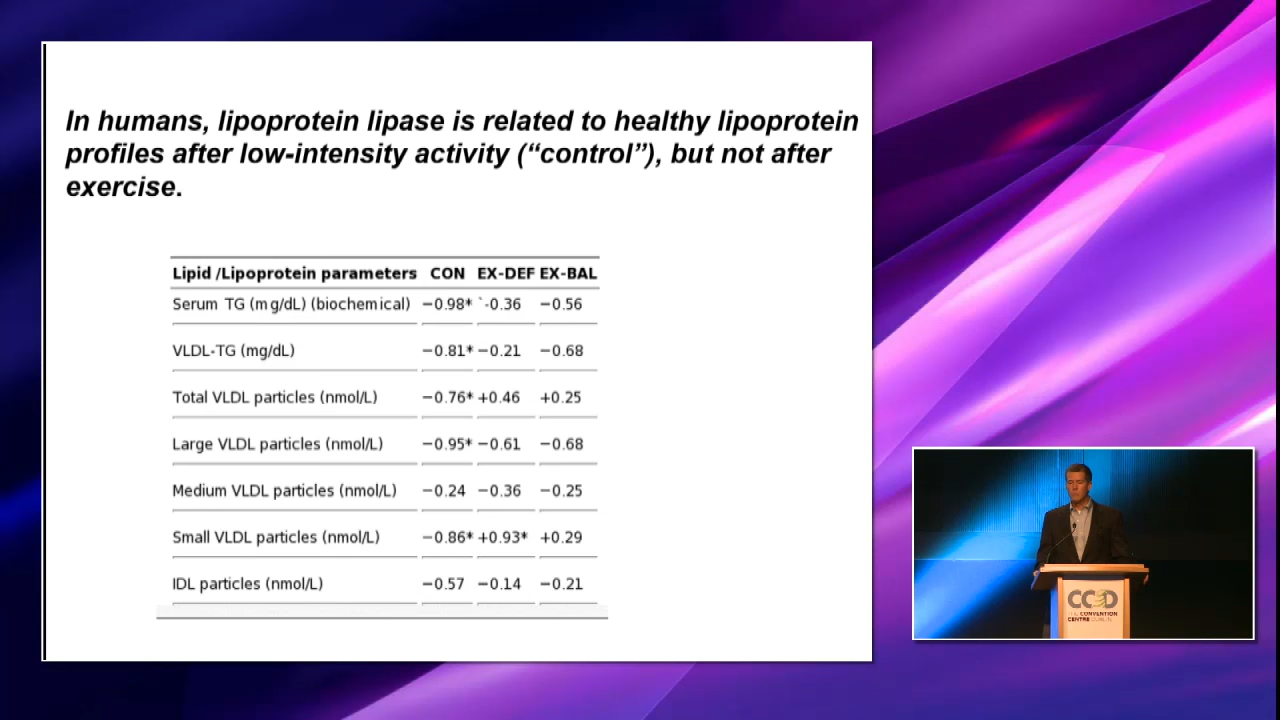 In humans, lipoprotein lipase is related to healthy lipoprotein
profiles after low-intensity activity (“control”), but not after
exercise.
Lipid /Lipoprotein parameters CON EX-DEF EX-BAL
Serum TG (mg/dL) (biochemical) −0.98* `-0.36 −0.56
VLDL-TG (mg/dL) −0.81* −0.21 −0.68
Total VLDL particles (nmol/L) −0.76* +0.46 +0.25
Large VLDL particles (nmol/L) −0.95* −0.61 −0.68
Medium VLDL particles (nmol/L) −0.24 −0.36 −0.25
Small VLDL particles (nmol/L) −0.86* +0.93* +0.29
IDL particles (nmol/L) −0.57 −0.14 −0.21
CCD
THE CONVENTION
CENTRE DUBLIN